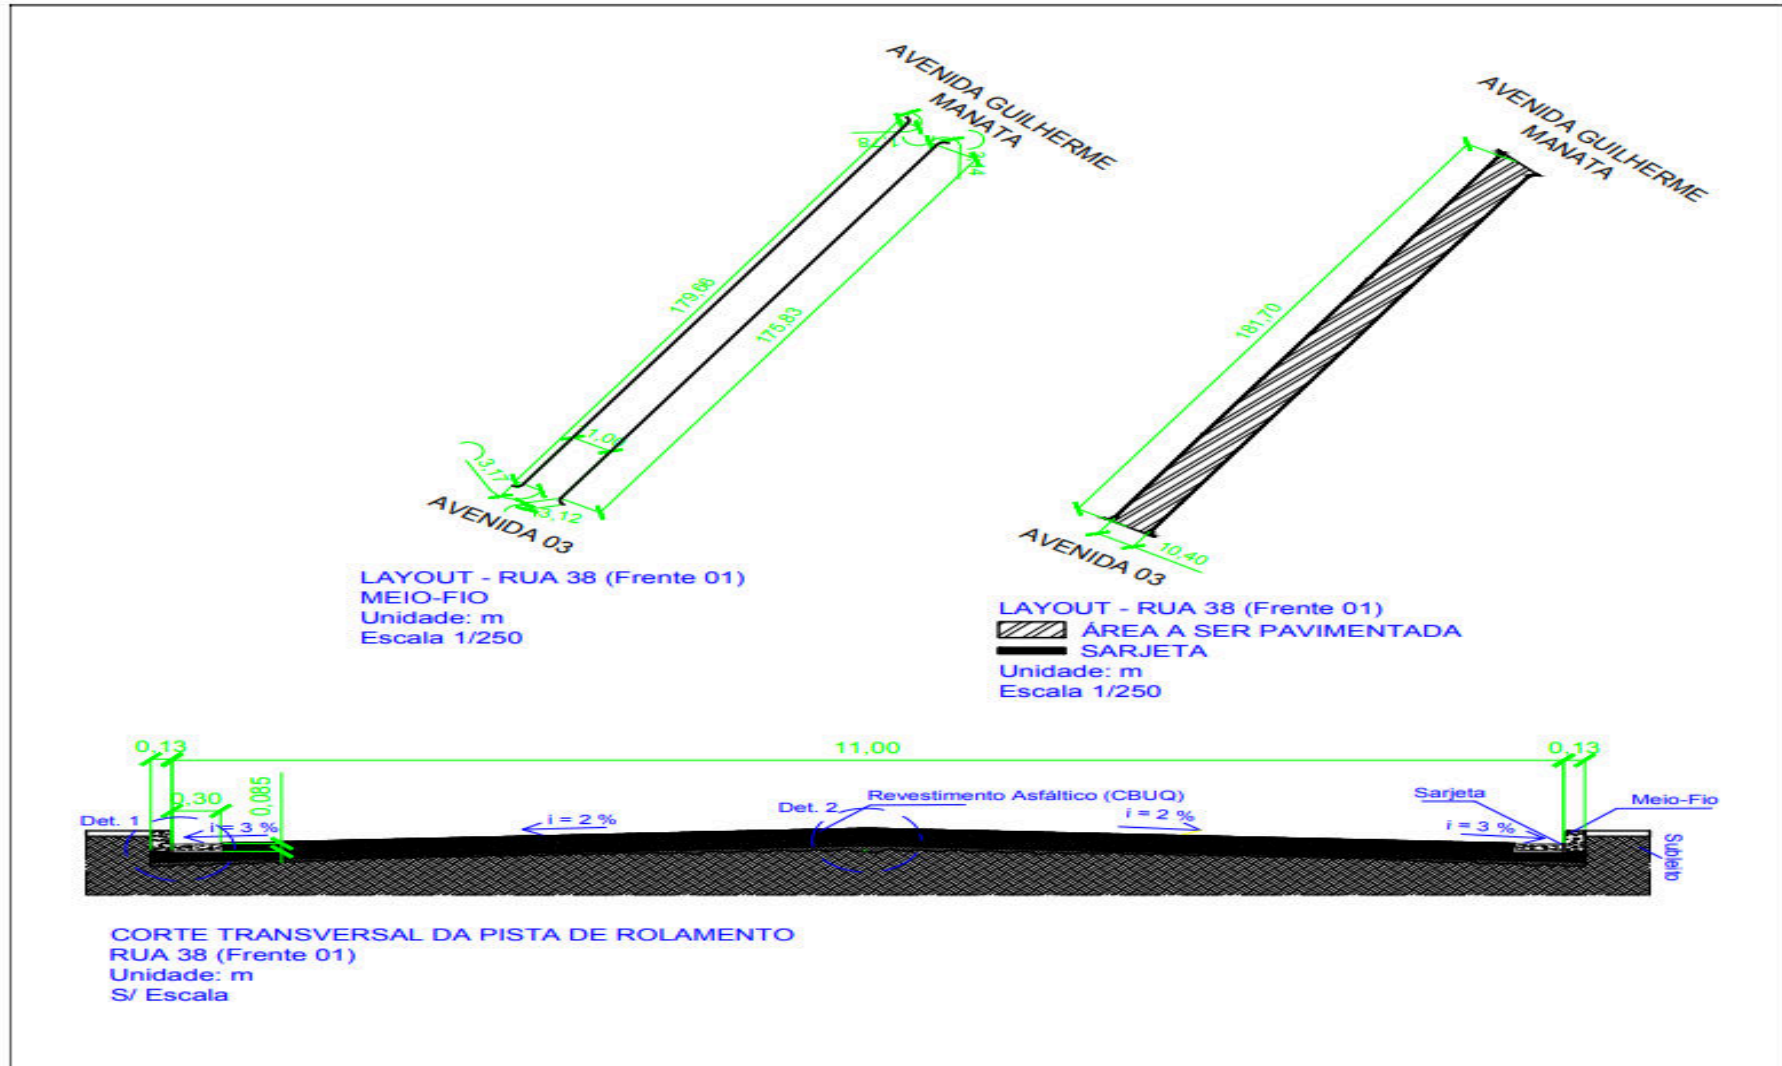 AVENIDA GUILHERME
MANATA
1,78
179,66
175,83
3,17
3,12
AVENIDA 03
LAYOUT - RUA 38 (Frente 01)
MEIO-FIO
Unidade: m
Escala 1/250
AVENIDA GUILHERME
MANATA
181,70
10,40
AVENIDA 03
LAYOUT - RUA 38 (Frente 01)
ÁREA A SER PAVIMENTADA
SARJETA
Unidade: m
Escala 1/250
0,13
11,00
0,13
0,30
0,085
Det. 1
i = 3 %
i = 2 %
Det. 2
Revestimento Asfáltico (CBUQ)
i = 2 %
Sarjeta
i = 3 %
Meio-Fio
Subleito
CORTE TRANSVERSAL DA PISTA DE ROLAMENTO
RUA 38 (Frente 01)
Unidade: m
S/ Escala